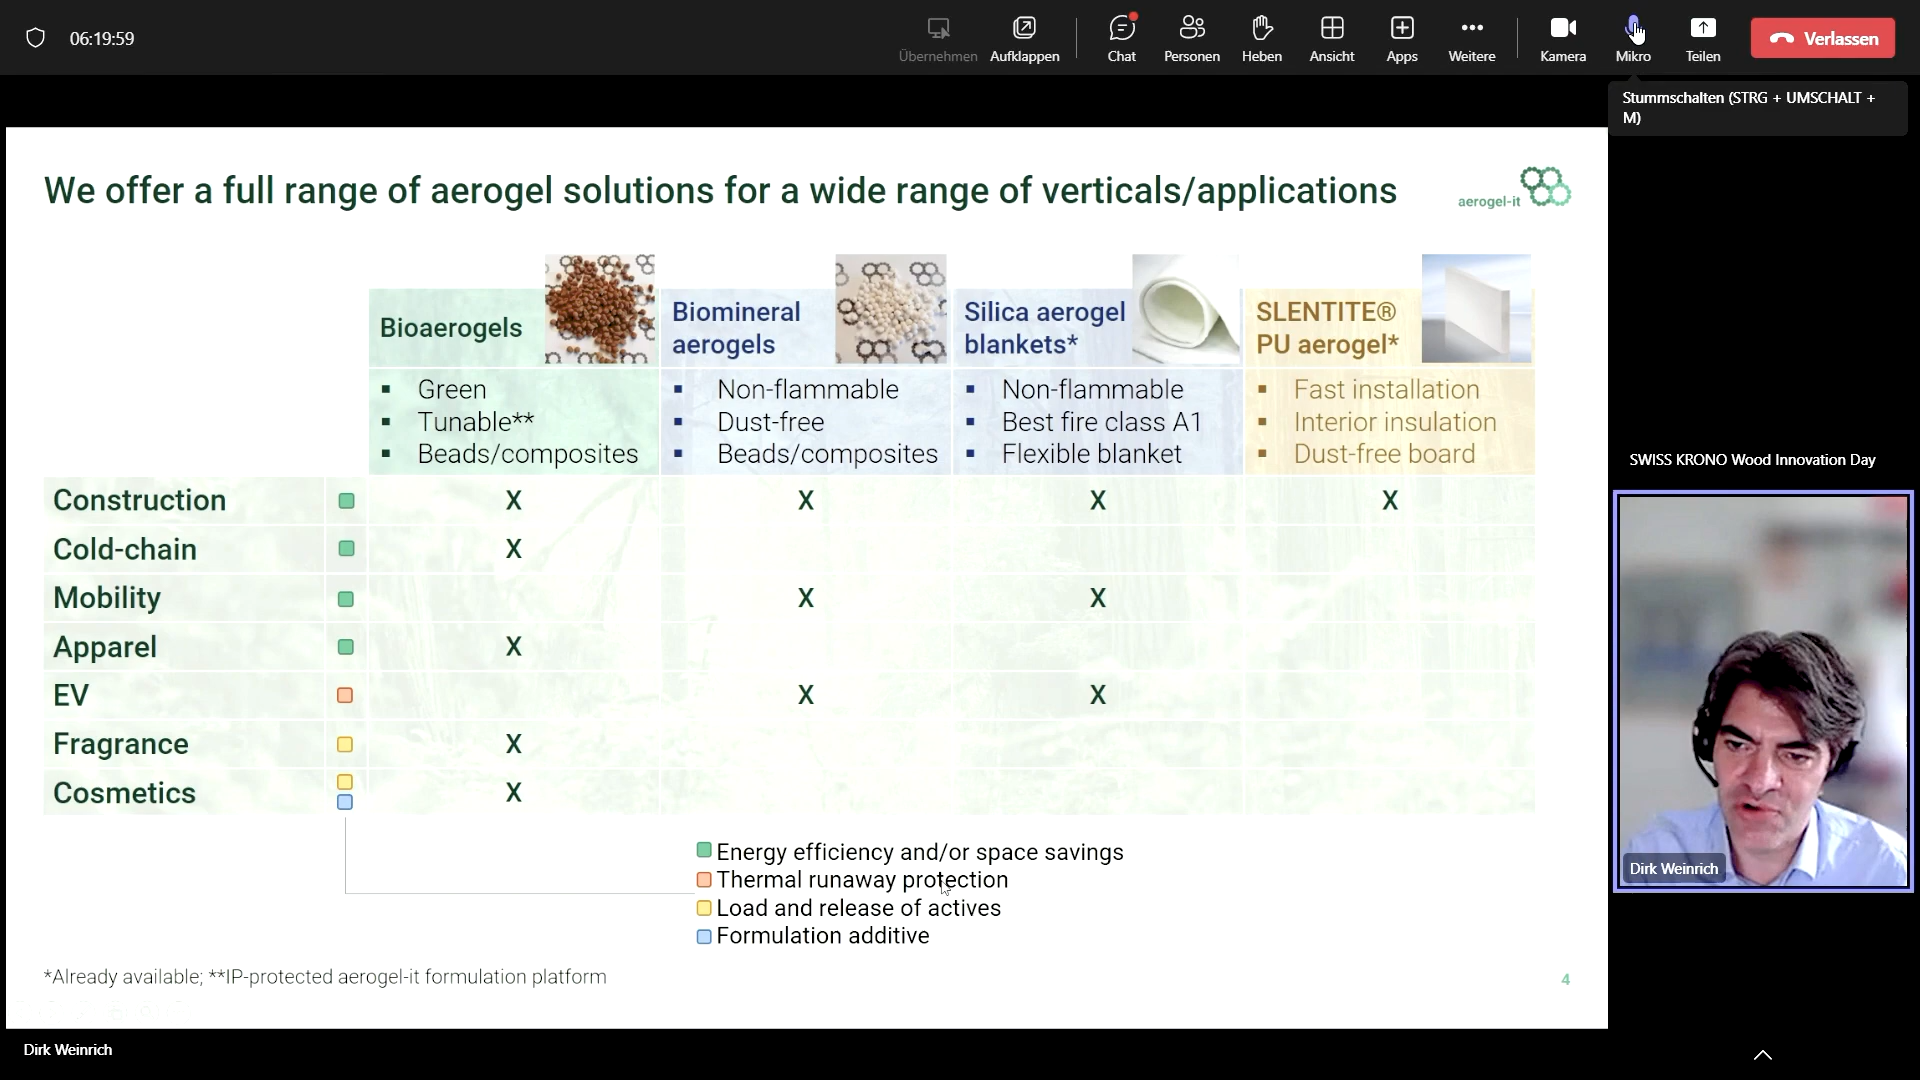 06:19:59
Übernehmen
Aufklappen
Chat
Personen
Heben
Ansicht
Apps
Weitere
Kamera
Mikro
Teilen
Verlassen
Stummschalten (STRG + UMSCHALT +
M)
We offer a full range of aerogel solutions for a wide range of verticals/applications
aerogel-it
Bioaerogels
Biomineral
aerogels
Silica aerogel
blankets*
SLENTITE®
PU aerogel*
▪ Green
▪ Tunable**
▪ Beads/composites
▪ Non-flammable
▪ Dust-free
▪ Beads/composites
▪ Non-flammable
▪ Best fire class A1
▪ Flexible blanket
▪ Fast installation
▪ Interior insulation
▪ Dust-free board
Construction X X X X
Cold-chain X
Mobility X X
Apparel X
EV X X
Fragrance X
Cosmetics X
Energy efficiency and/or space savings
Thermal runaway protection
Load and release of actives
Formulation additive
*Already available; **IP-protected aerogel-it formulation platform
4
SWISS KRONO Wood Innovation Day
Dirk Weinrich
Dirk Weinrich